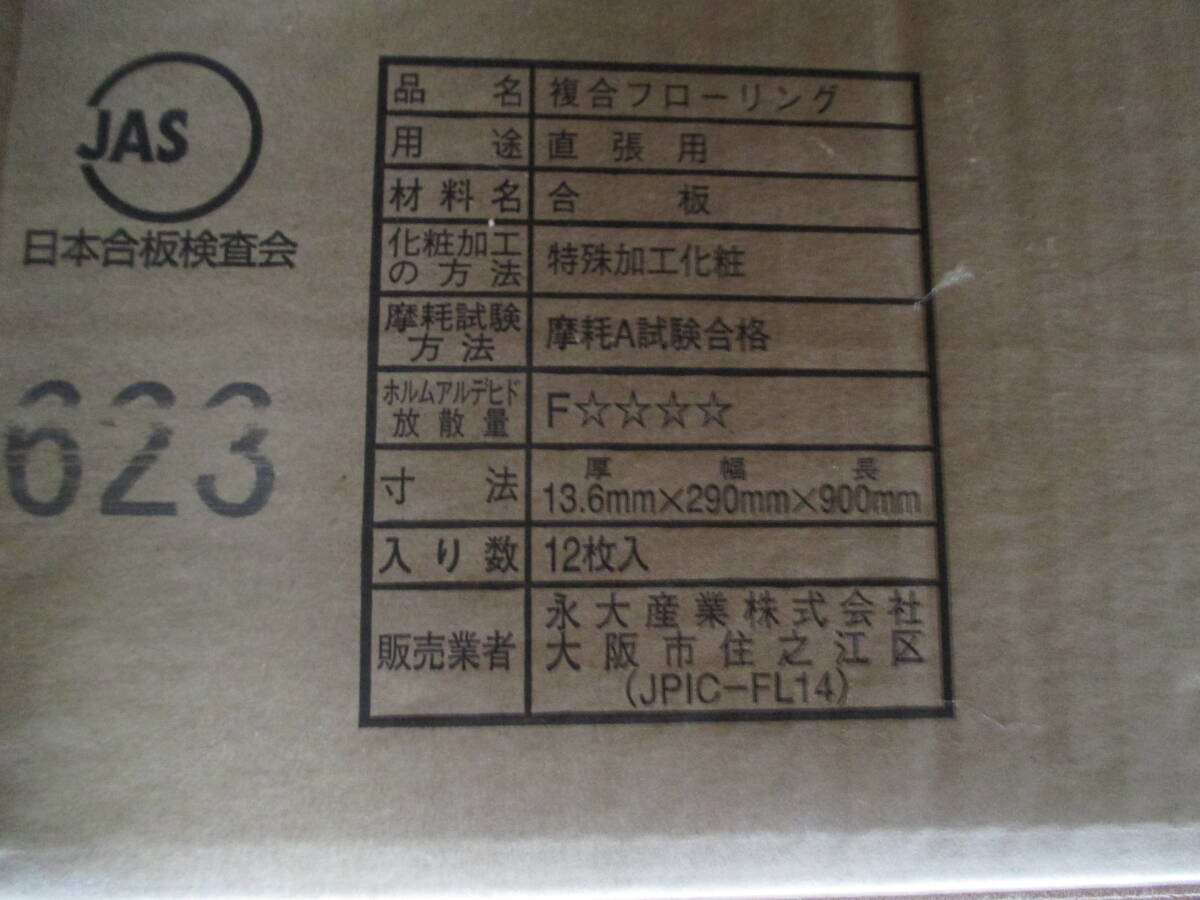 JAS
日本合板検査会
623
品名 複合フローリング
用途 直張用
材料名 合板
化粧加工
の方法
特殊加工化粧
摩耗試験
方法
摩耗A試験合格
ホルムアルデヒド
放散量
F☆☆☆☆
寸法
厚 幅 長
13.6mm×290mm×900mm
入り数 12枚入
販売業者
永大産業株式会社
大阪市住之江区
(JPIC-FL14)